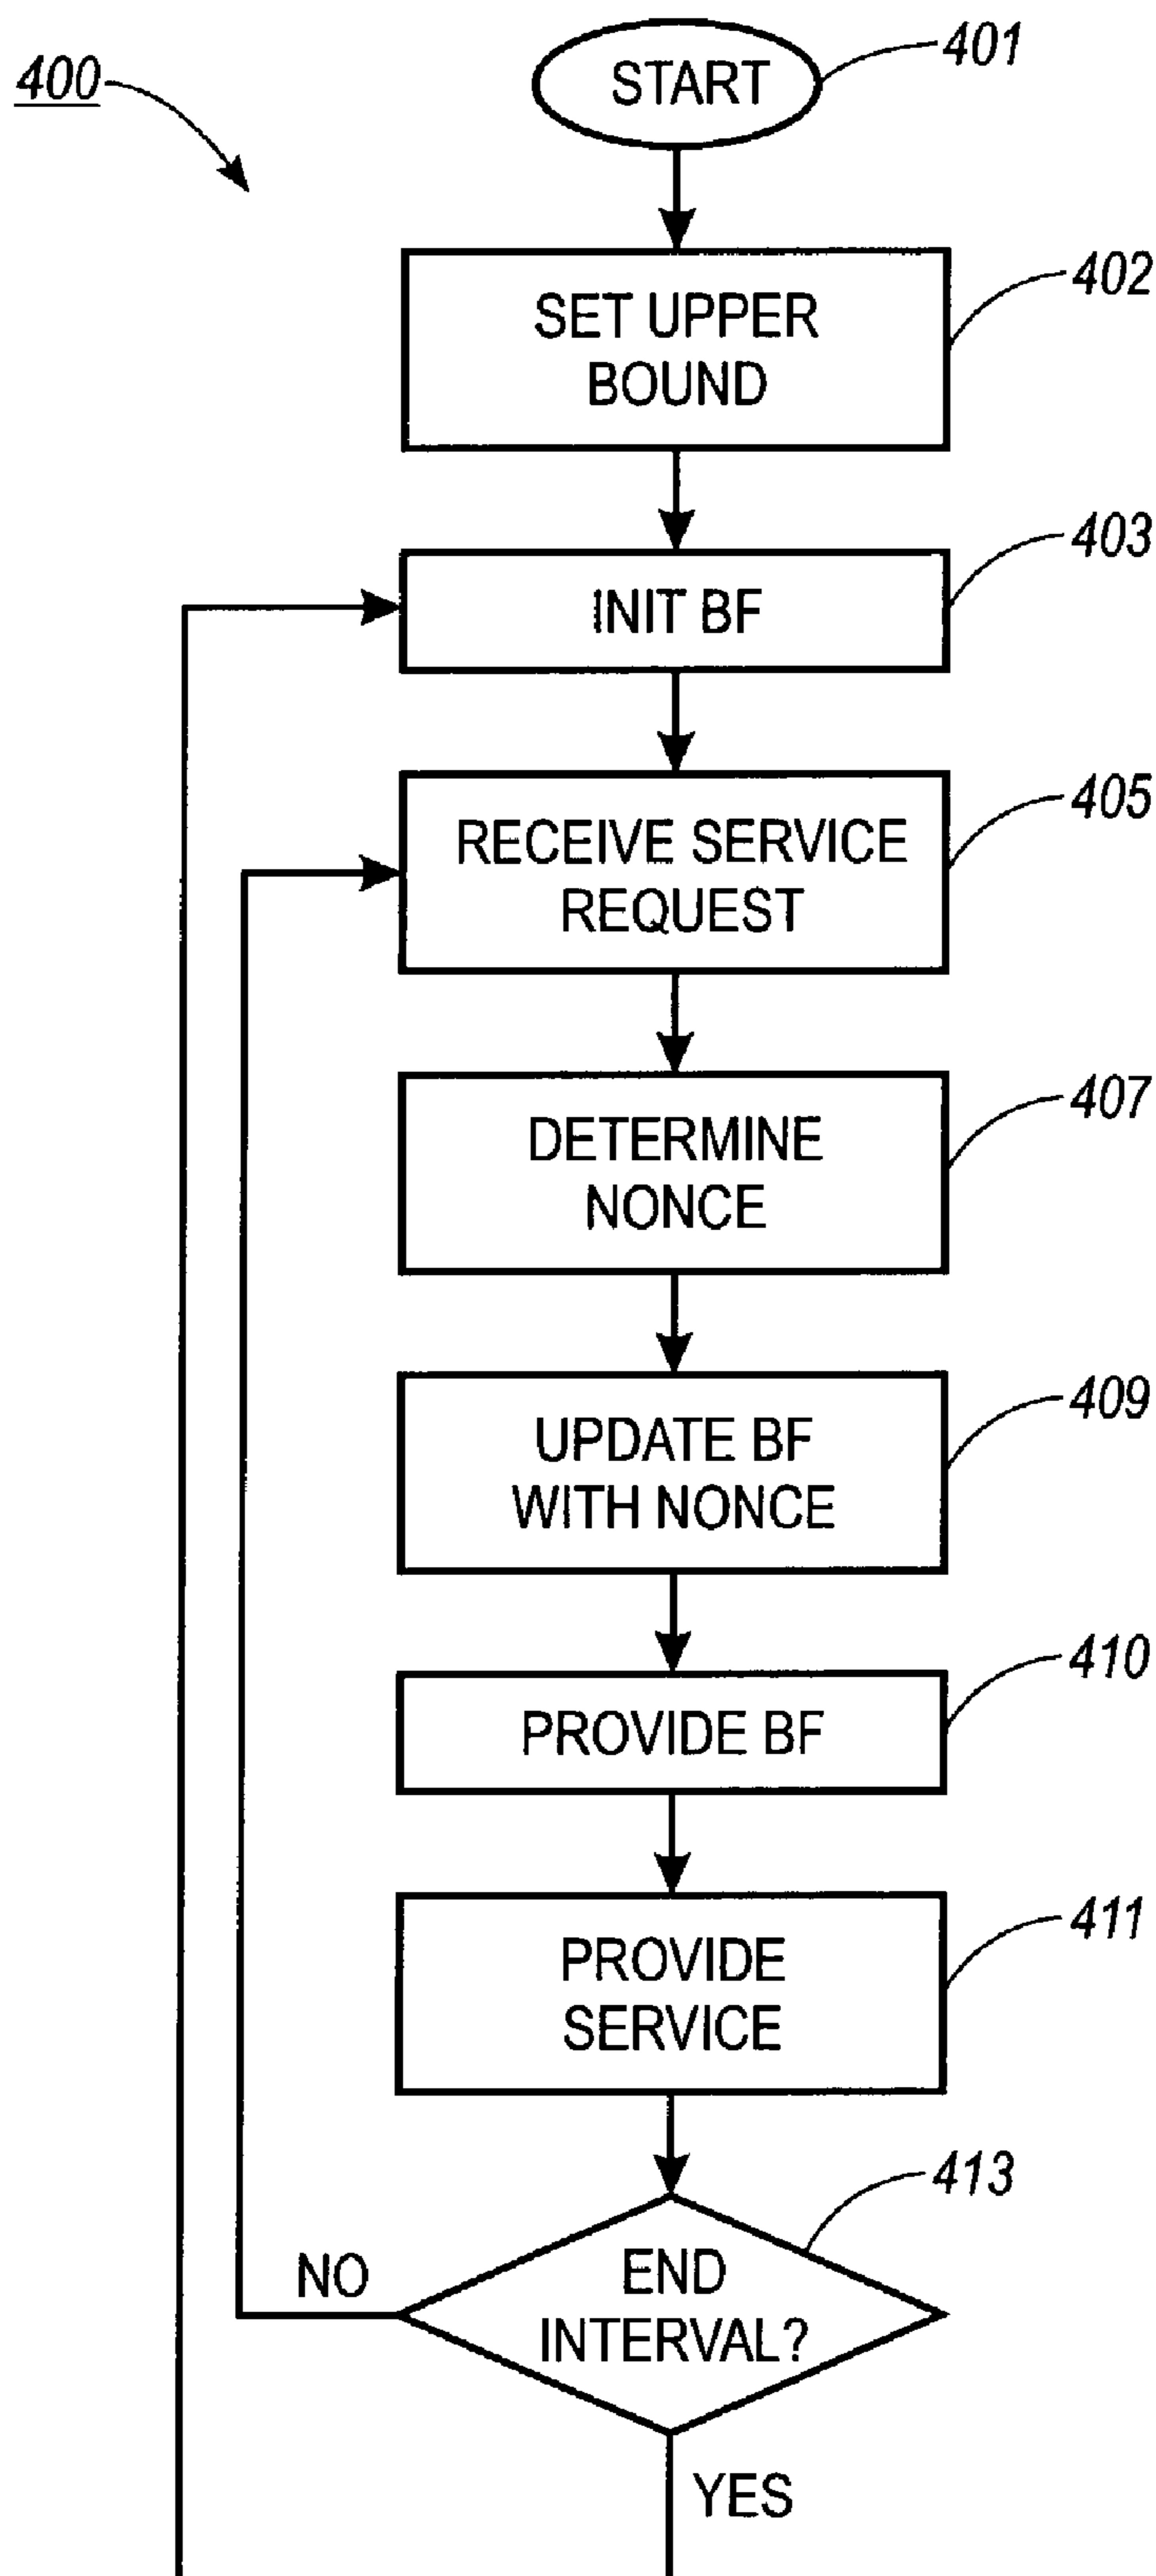 400
START
401
SET UPPER
BOUND
402
INIT BF
403
RECEIVE SERVICE
REQUEST
405
DETERMINE
NONCE
407
UPDATE BF
WITH NONCE
409
PROVIDE BF
410
PROVIDE
SERVICE
411
END
INTERVAL?
413
NO
YES